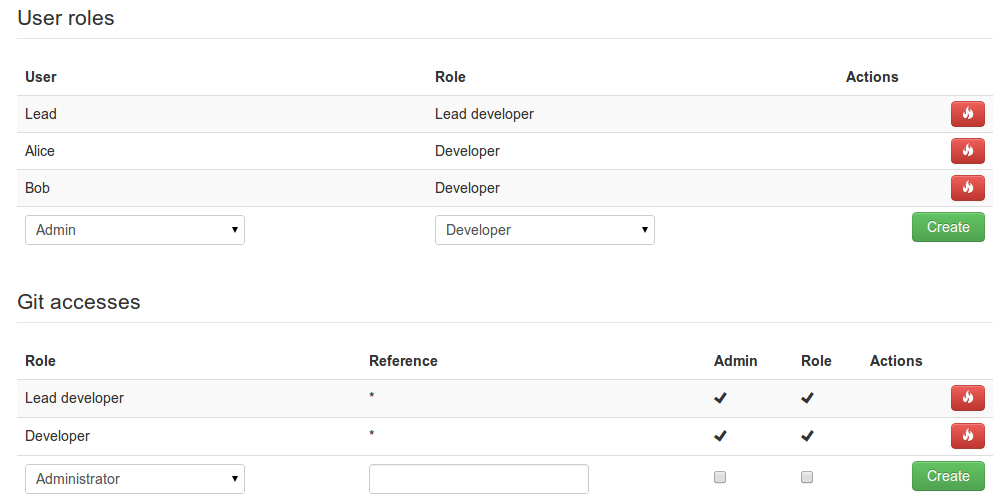 User roles
User Role Actions
Lead Lead developer
Alice Developer
Bob Developer
Admin Developer Create
Git accesses
Role Reference Admin Role Actions
Lead developer *
Developer *
Administrator Create